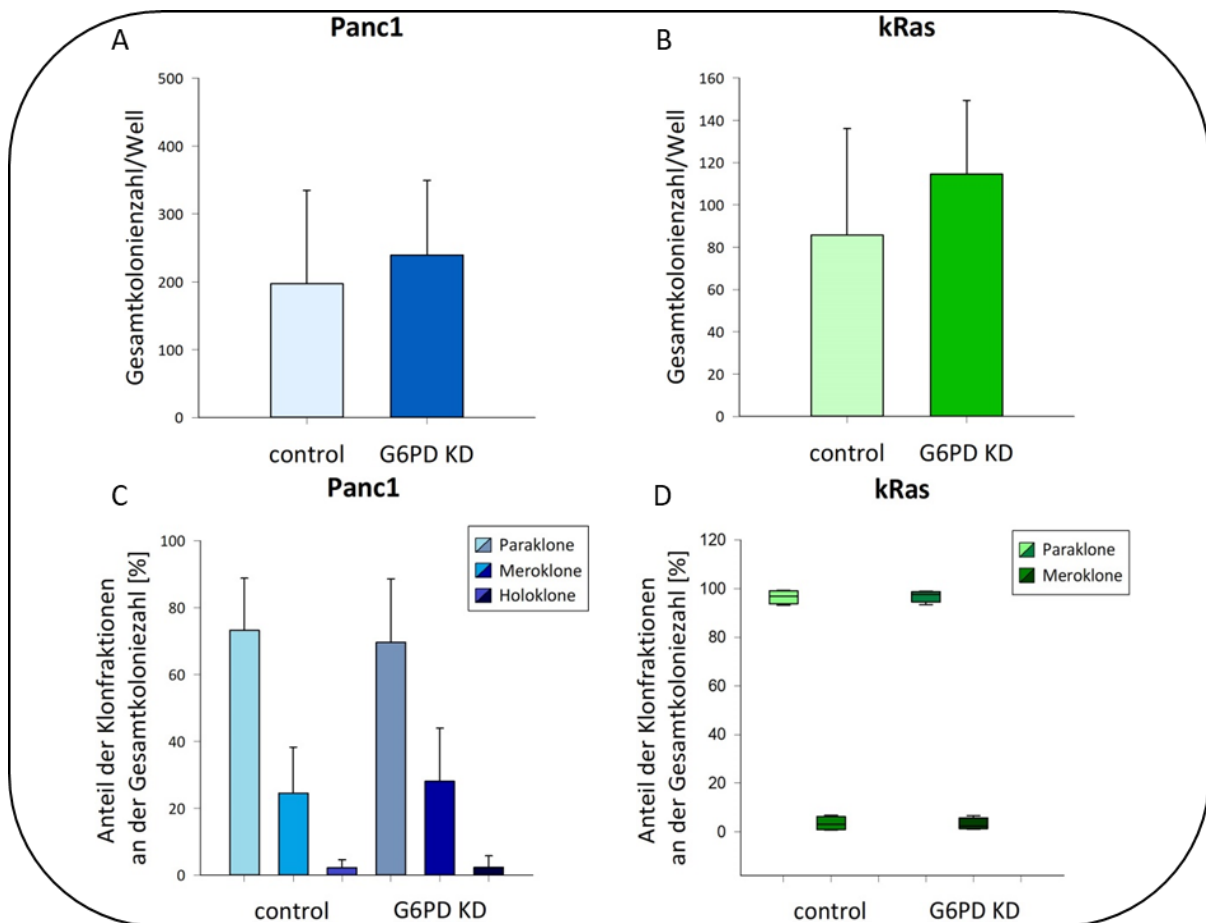 A
Panc1
Gesamtkolonienzahl/Well
500
400
300
200
100
0
control
G6PD KD
B
kRas
Gesamtkolonienzahl/Well
160
140
120
100
80
60
40
20
0
control
G6PD KD
C
Panc1
Anteil der Klonfraktionen
an der Gesamtkoloniezahl [%]
100
80
60
40
20
0
Paraklone
Meroklone
Holoklone
control
G6PD KD
D
kRas
Anteil der Klonfraktionen
an der Gesamtkoloniezahl [%]
120
100
80
60
40
20
0
Paraklone
Meroklone
control
G6PD KD